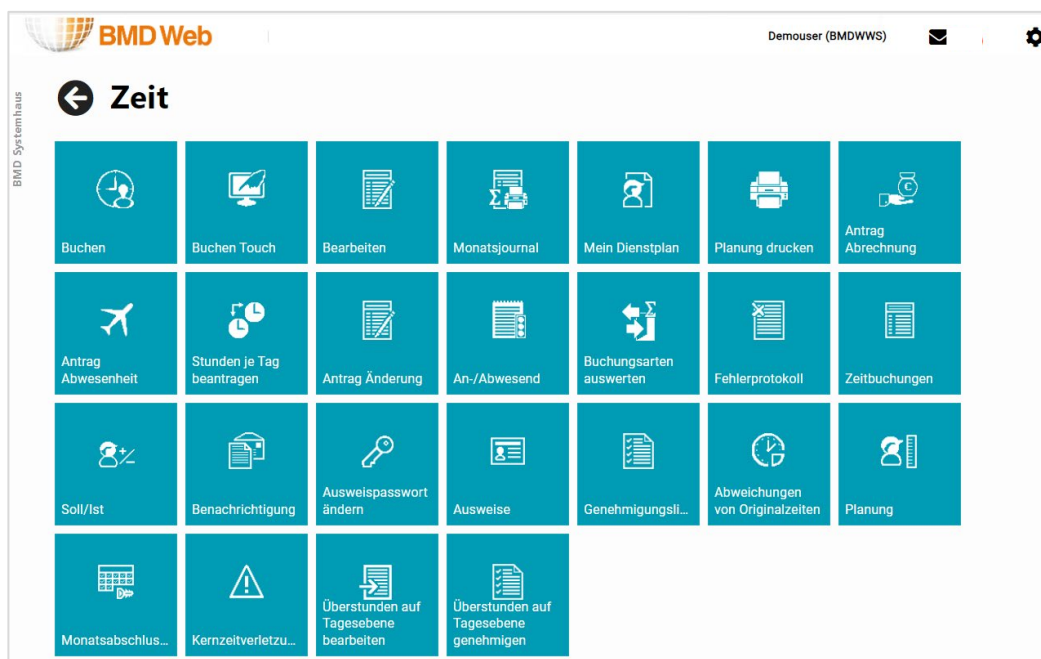 BMD Web
Demouser (BMDWWS)
BMD Systemhaus
Zeit
Buchen
Buchen Touch
Bearbeiten
Monatsjournal
Mein Dienstplan
Planung drucken
Antrag
Abrechnung
Antrag
Abwesenheit
Stunden je Tag
beantragen
Antrag Änderung
An-/Abwesend
Buchungsarten
auswerten
Fehlerprotokoll
Zeitbuchungen
Soll/Ist
Benachrichtigung
Ausweispasswort
ändern
Ausweise
Genehmigungsli...
Abweichungen
von Originalzeiten
Planung
Monatsabschlus...
Kernzeitverletzu...
Überstunden auf
Tagesebene
bearbeiten
Überstunden auf
Tagesebene
genehmigen